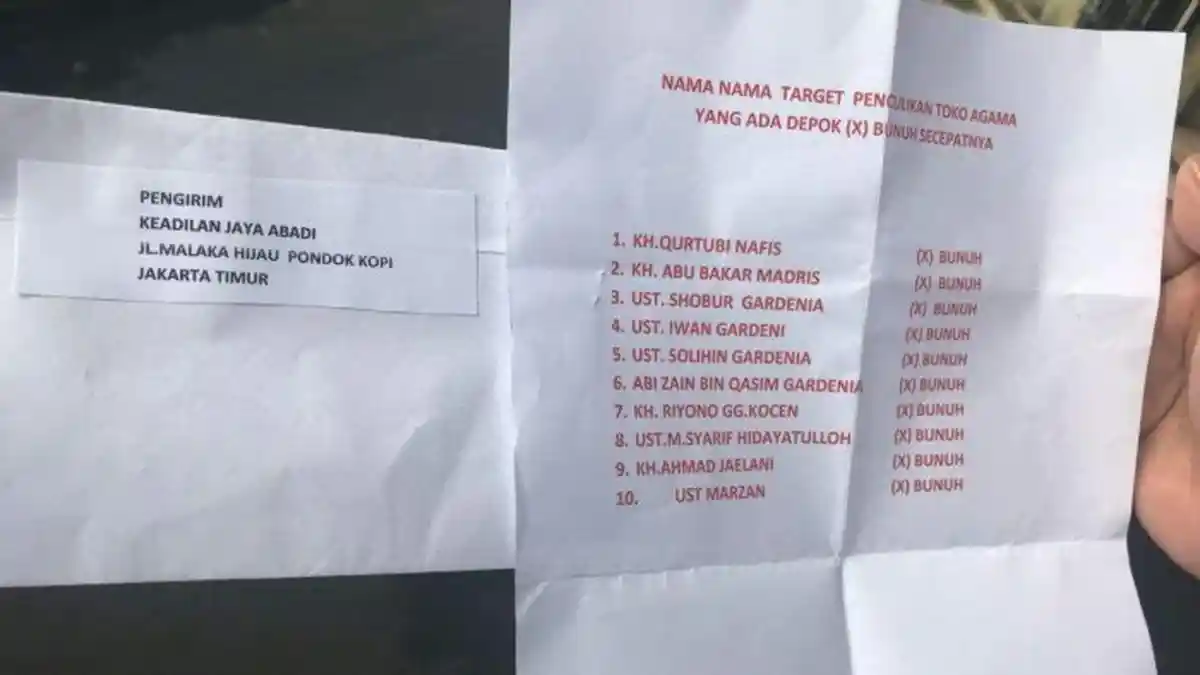 PENGIRIM
KEADILAN JAYA ABADI
JL.MALAKA HIJAU PONDOK KOPI
JAKARTA TIMUR
NAMA NAMA TARGET PENCULIKAN TOKO AGAMA
YANG ADA DEPOK (X) BUNUH SECEPATNYA
1. KH.QURTUBI NAFIS (X) BUNUH
2. KH. ABU BAKAR MADRIS (X) BUNUH
3. UST. SHOBUR GARDENIA (X) BUNUH
4. UST. IWAN GARDENI (X) BUNUH
5. UST. SOLIHIN GARDENIA (X) BUNUH
6. ABI ZAIN BIN QASIM GARDENIA (X) BUNUH
7. KH. RIYONO GG.KOCEN (X) BUNUH
8. UST.M.SYARIF HIDAYATULLOH (X) BUNUH
9. KH.AHMAD JAELANI (X) BUNUH
10. UST MARZAN (X) BUNUH